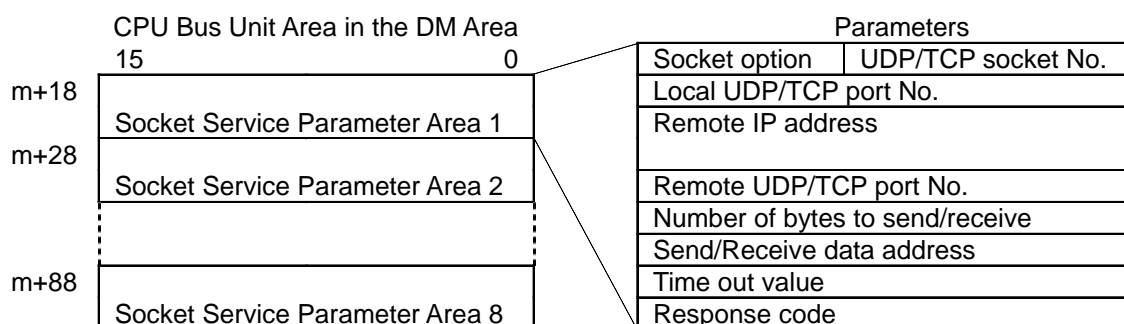 CPU Bus Unit Area in the DM Area
15 0
m+18
Socket Service Parameter Area 1
m+28
Socket Service Parameter Area 2
m+88
Socket Service Parameter Area 8
Parameters
Socket option UDP/TCP socket No.
Local UDP/TCP port No.
Remote IP address
Remote UDP/TCP port No.
Number of bytes to send/receive
Send/Receive data address
Time out value
Response code